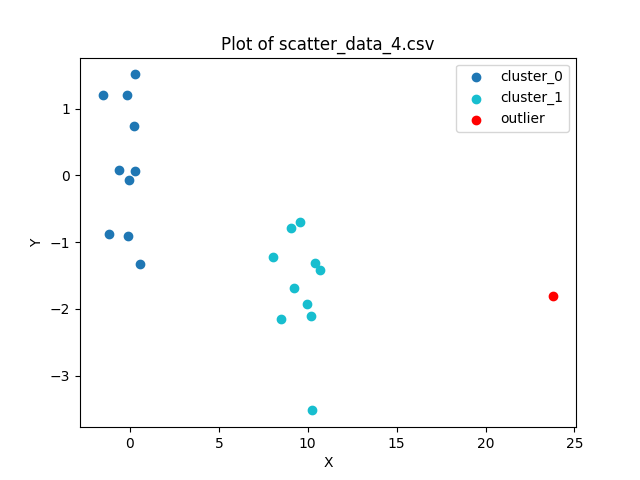 Plot of scatter_data_4.csv
cluster_0
cluster_1
outlier
1
0
−1
−2
−3
Y
0 5 10 15 20 25
X